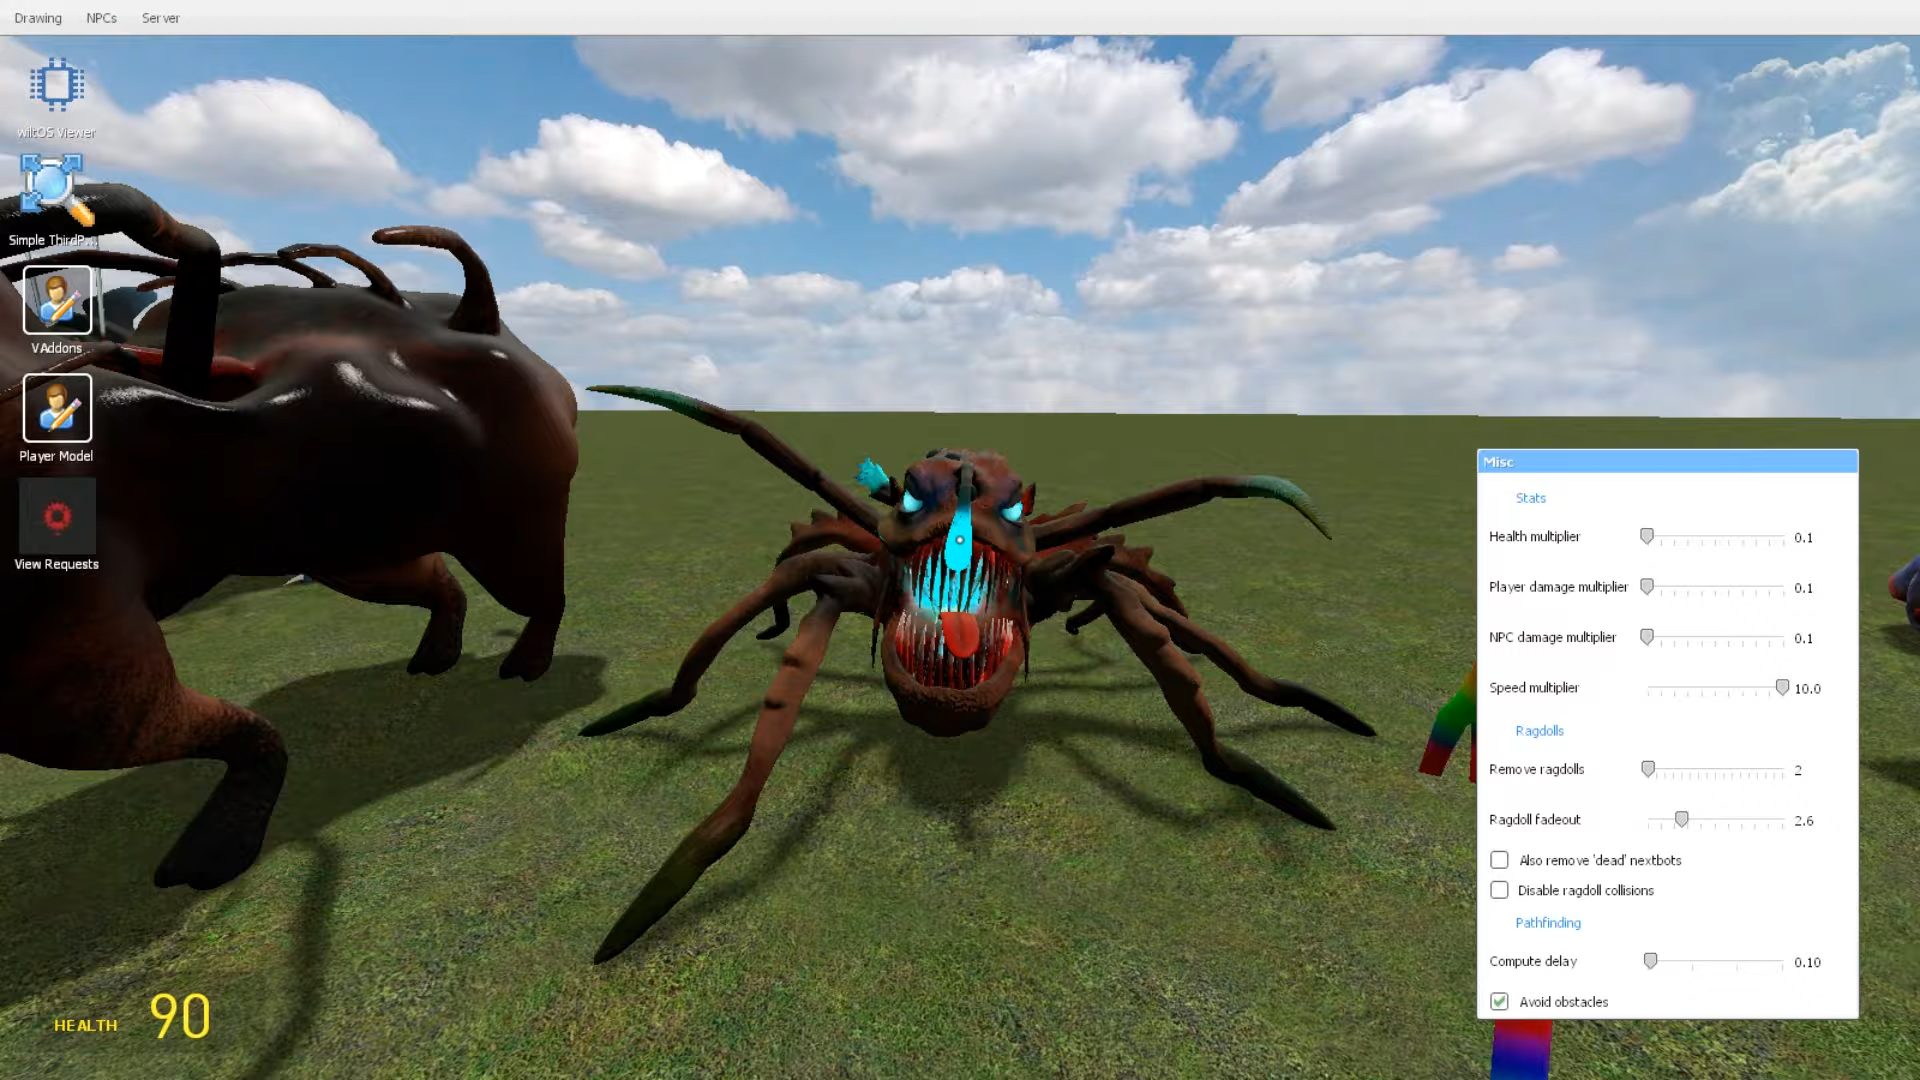 Drawing NPCs Server
wiltOS Viewer
Simple ThirdP...
VAddons
Player Model
View Requests
Misc
Stats
Health multiplier 0.1
Player damage multiplier 0.1
NPC damage multiplier 0.1
Speed multiplier 10.0
Ragdolls
Remove ragdolls 2
Ragdoll fadeout 2.6
Also remove 'dead' nextbots
Disable ragdoll collisions
Pathfinding
Compute delay 0.10
Avoid obstacles
HEALTH 90